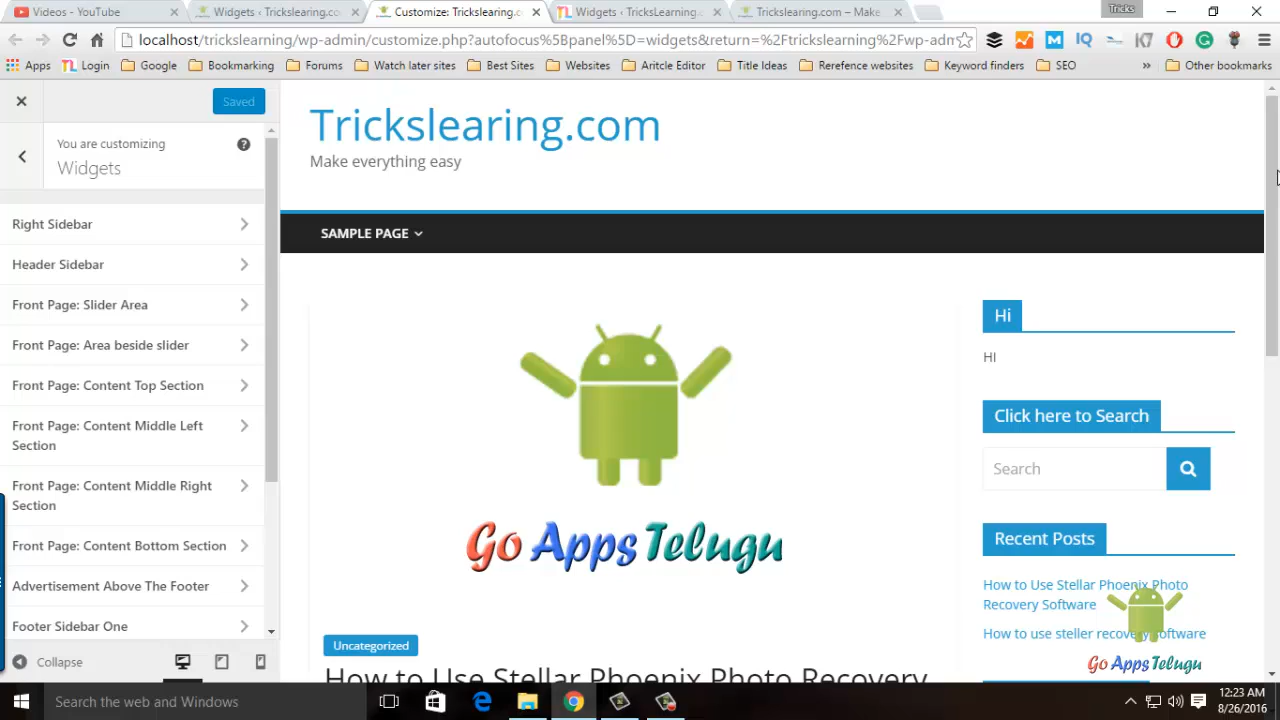 Videos - YouTube
Widgets ‹ Trickslearing.co
Customize: Trickslearing.c
Widgets ‹ TricksLearning.
Trickslearing.com – Make
Tricks
localhost/trickslearning/wp-admin/customize.php?autofocus%5Bpanel%5D=widgets&return=%2Ftrickslearning%2Fwp-adm
Apps
Login
Google
Bookmarking
Forums
Watch later sites
Best Sites
Websites
Aritcle Editor
Title Ideas
Rerefence websites
Keyword finders
SEO
»
Other bookmarks
Saved
You are customizing
Widgets
Right Sidebar
Header Sidebar
Front Page: Slider Area
Front Page: Area beside slider
Front Page: Content Top Section
Front Page: Content Middle Left
Section
Front Page: Content Middle Right
Section
Front Page: Content Bottom Section
Advertisement Above The Footer
Footer Sidebar One
Collapse
Trickslearing.com
Make everything easy
SAMPLE PAGE
Go Apps Telugu
Uncategorized
How to Use Stellar Phoenix Photo Recovery
Hi
HI
Click here to Search
Search
Recent Posts
How to Use Stellar Phoenix Photo
Recovery Software
How to use steller recovery software
Go Apps Telugu
Search the web and Windows
12:23 AM
8/26/2016